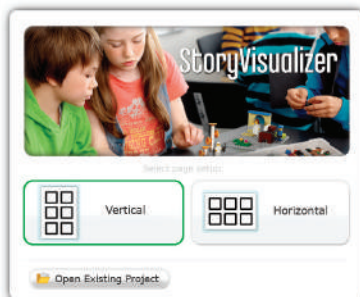 StoryVisualizer
Select page setup:
Vertical
Horizontal
Open Existing Project